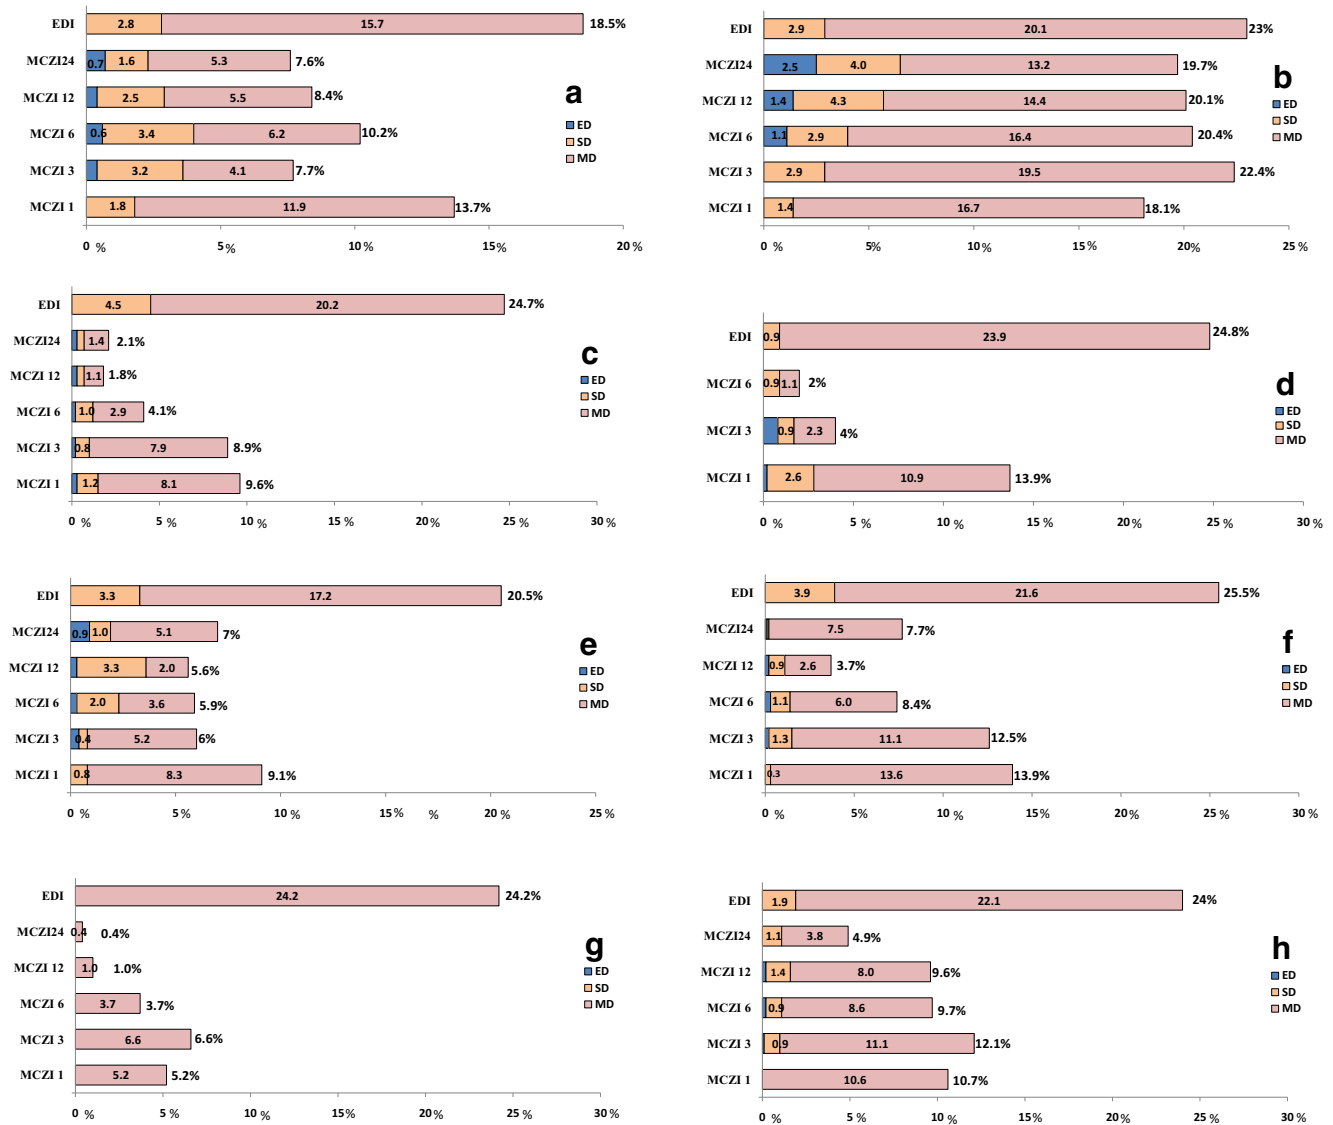 EDI 2.8 15.7 18.5%
MCZI24 0.7 1.6 5.3 7.6%
MCZI 12 2.5 5.5 8.4%
MCZI 6 0.6 3.4 6.2 10.2%
MCZI 3 3.2 4.1 7.7%
MCZI 1 1.8 11.9 13.7%
0 % 5% 10% 15% 20%
a
ED
SD
MD
EDI 2.9 20.1 23%
MCZI24 2.5 4.0 13.2 19.7%
MCZI 12 1.4 4.3 14.4 20.1%
MCZI 6 1.1 2.9 16.4 20.4%
MCZI 3 2.9 19.5 22.4%
MCZI 1 1.4 16.7 18.1%
0 % 5% 10% 15% 20% 25%
b
ED
SD
MD
EDI 4.5 20.2 24.7%
MCZI24 1.4 2.1%
MCZI 12 1.1 1.8%
MCZI 6 1.0 2.9 4.1%
MCZI 3 0.8 7.9 8.9%
MCZI 1 1.2 8.1 9.6%
0 % 5% 10 % 15 % 20 % 25% 30%
c
ED
SD
MD
EDI 0.9 23.9 24.8%
MCZI 6 0.9 1.1 2%
MCZI 3 0.9 2.3 4%
MCZI 1 2.6 10.9 13.9%
0 % 5% 10 % 15 % 20 % 25 % 30 %
d
ED
SD
MD
EDI 3.3 17.2 20.5%
MCZI24 0.9 1.0 5.1 7%
MCZI 12 3.3 2.0 5.6%
MCZI 6 2.0 3.6 5.9%
MCZI 3 0.4 5.2 6%
MCZI 1 0.8 8.3 9.1%
0 % 5% 10 % 15% % 20 % 25 %
e
ED
SD
MD
EDI 3.9 21.6 25.5%
MCZI24 7.5 7.7%
MCZI 12 0.9 2.6 3.7%
MCZI 6 1.1 6.0 8.4%
MCZI 3 1.3 11.1 12.5%
MCZI 1 0.3 13.6 13.9%
0 % 5 % 10 % 15 % 20 % 25 % 30 %
f
ED
SD
MD
EDI 24.2 24.2%
MCZI24 0.4 0.4%
MCZI 12 1.0 1.0%
MCZI 6 3.7 3.7%
MCZI 3 6.6 6.6%
MCZI 1 5.2 5.2%
0 % 5% 10 % 15 % 20 % 25 % 30 %
g
ED
SD
MD
EDI 1.9 22.1 24%
MCZI24 1.1 3.8 4.9%
MCZI 12 1.4 8.0 9.6%
MCZI 6 0.9 8.6 9.7%
MCZI 3 0.9 11.1 12.1%
MCZI 1 10.6 10.7%
0 % 5% 10% 15 % 20 % 25 % 30 %
h
ED
SD
MD